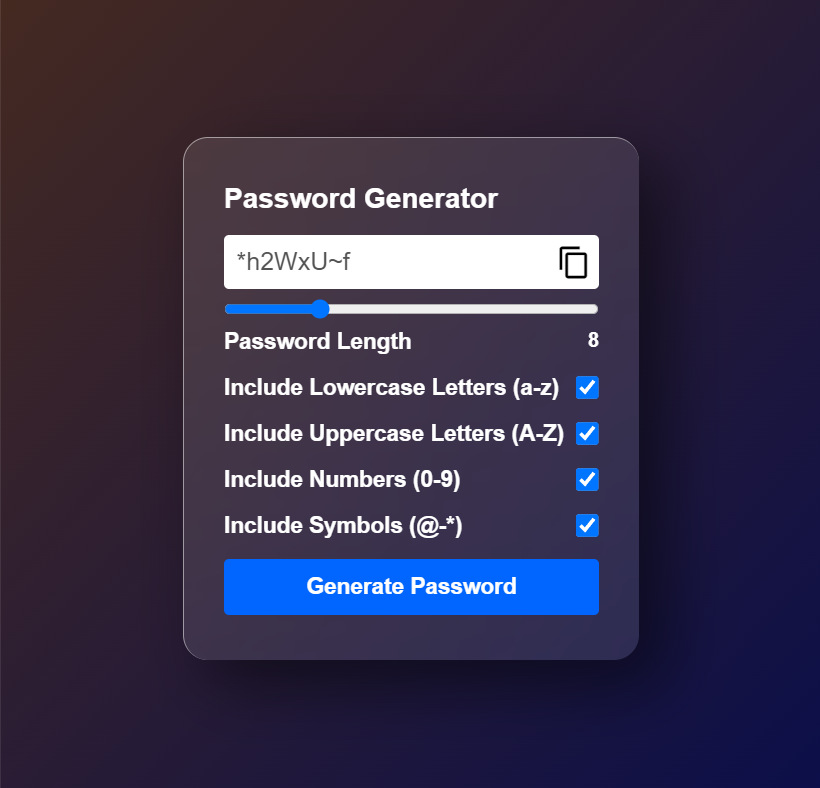 Password Generator
*h2WxU~f
Password Length 8
Include Lowercase Letters (a-z)
Include Uppercase Letters (A-Z)
Include Numbers (0-9)
Include Symbols (@-*)
Generate Password